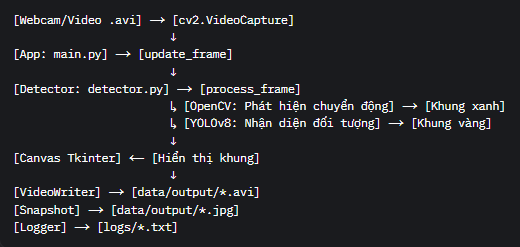 [Webcam/Video .avi] → [cv2.VideoCapture]
↓
[App: main.py] → [update_frame]
↓
[Detector: detector.py] → [process_frame]
↳ [OpenCV: Phát hiện chuyển động] → [Khung xanh]
↳ [YOLOv8: Nhận diện đối tượng] → [Khung vàng]
↓
[Canvas Tkinter] ← [Hiển thị khung]
↓
[VideoWriter] → [data/output/*.avi]
[Snapshot] → [data/output/*.jpg]
[Logger] → [logs/*.txt]